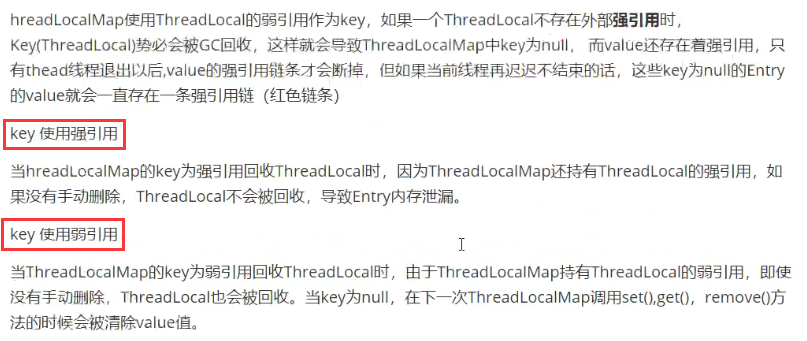 hreadLocalMap使用ThreadLocal的弱引用作为key，如果一个ThreadLocal不存在外部强引用时，
Key(ThreadLocal)势必会被GC回收，这样就会导致ThreadLocalMap中key为null， 而value还存在着强引用，只
有thead线程退出以后,value的强引用链条才会断掉，但如果当前线程再迟迟不结束的话，这些key为null的Entry
的value就会一直存在一条强引用链（红色链条）
key 使用强引用
当hreadLocalMap的key为强引用回收ThreadLocal时，因为ThreadLocalMap还持有ThreadLocal的强引用，如
果没有手动删除，ThreadLocal不会被回收，导致Entry内存泄漏。
key 使用弱引用
当ThreadLocalMap的key为弱引用回收ThreadLocal时，由于ThreadLocalMap持有ThreadLocal的弱引用，即使
没有手动删除，ThreadLocal也会被回收。当key为null，在下一次ThreadLocalMap调用set(),get()，remove()方
法的时候会被清除value值。